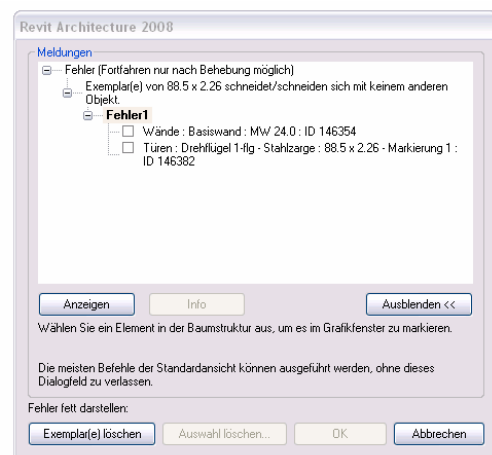 Revit Architecture 2008
Meldungen
Fehler (Fortfahren nur nach Behebung möglich)
Exemplar(e) von 88.5 x 2.26 schneidet/schneiden sich mit keinem anderen
Objekt.
Fehler1
Wände : Basiswand : MW 24.0 : ID 146354
Türen : Drehflügel 1-flg - Stahlzarge : 88.5 x 2.26 - Markierung 1 :
ID 146382
Anzeigen Info Ausblenden <<
Wählen Sie ein Element in der Baumstruktur aus, um es im Grafikfenster zu markieren.
Die meisten Befehle der Standardansicht können ausgeführt werden, ohne dieses
Dialogfeld zu verlassen.
Fehler fett darstellen:
Exemplar(e) löschen Auswahl löschen... OK Abbrechen